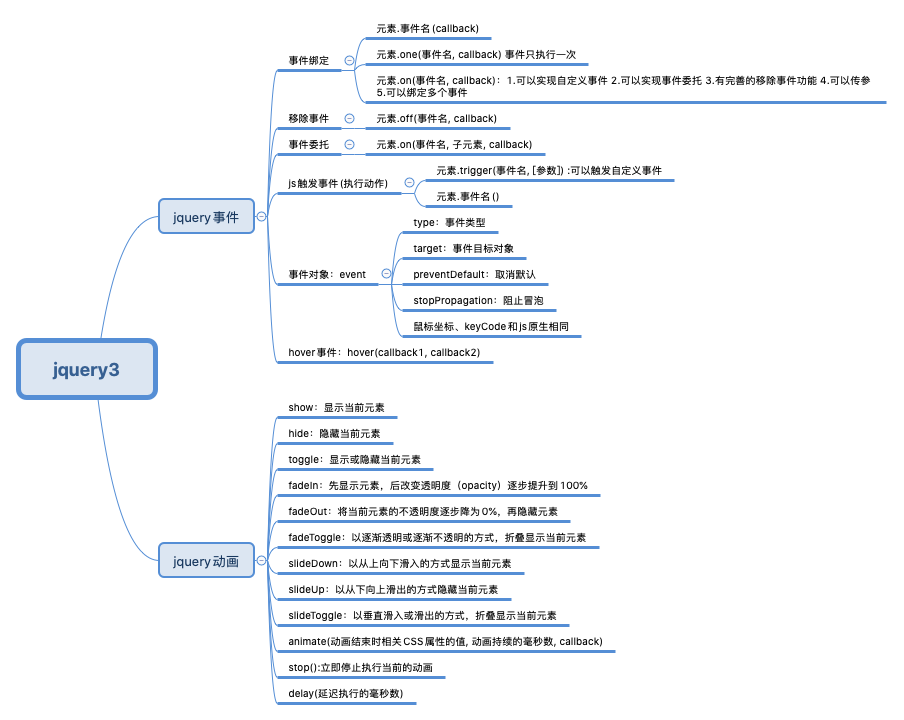 jquery3
jquery事件
事件绑定
元素.事件名(callback)
元素.one(事件名, callback) 事件只执行一次
元素.on(事件名, callback)： 1.可以实现自定义事件 2.可以实现事件委托 3.有完善的移除事件功能 4.可以传参
5.可以绑定多个事件
移除事件
元素.off(事件名, callback)
事件委托
元素.on(事件名, 子元素, callback)
js触发事件(执行动作)
元素.trigger(事件名, [参数]) :可以触发自定义事件
元素.事件名()
事件对象：event
type：事件类型
target：事件目标对象
preventDefault：取消默认
stopPropagation：阻止冒泡
鼠标坐标、keyCode和js原生相同
hover事件：hover(callback1, callback2)
jquery动画
show：显示当前元素
hide：隐藏当前元素
toggle：显示或隐藏当前元素
fadeIn：先显示元素，后改变透明度（opacity）逐步提升到100%
fadeOut：将当前元素的不透明度逐步降为0%，再隐藏元素
fadeToggle：以逐渐透明或逐渐不透明的方式，折叠显示当前元素
slideDown：以从上向下滑入的方式显示当前元素
slideUp：以从下向上滑出的方式隐藏当前元素
slideToggle：以垂直滑入或滑出的方式，折叠显示当前元素
animate(动画结束时相关CSS属性的值, 动画持续的毫秒数, callback)
stop():立即停止执行当前的动画
delay(延迟执行的毫秒数)